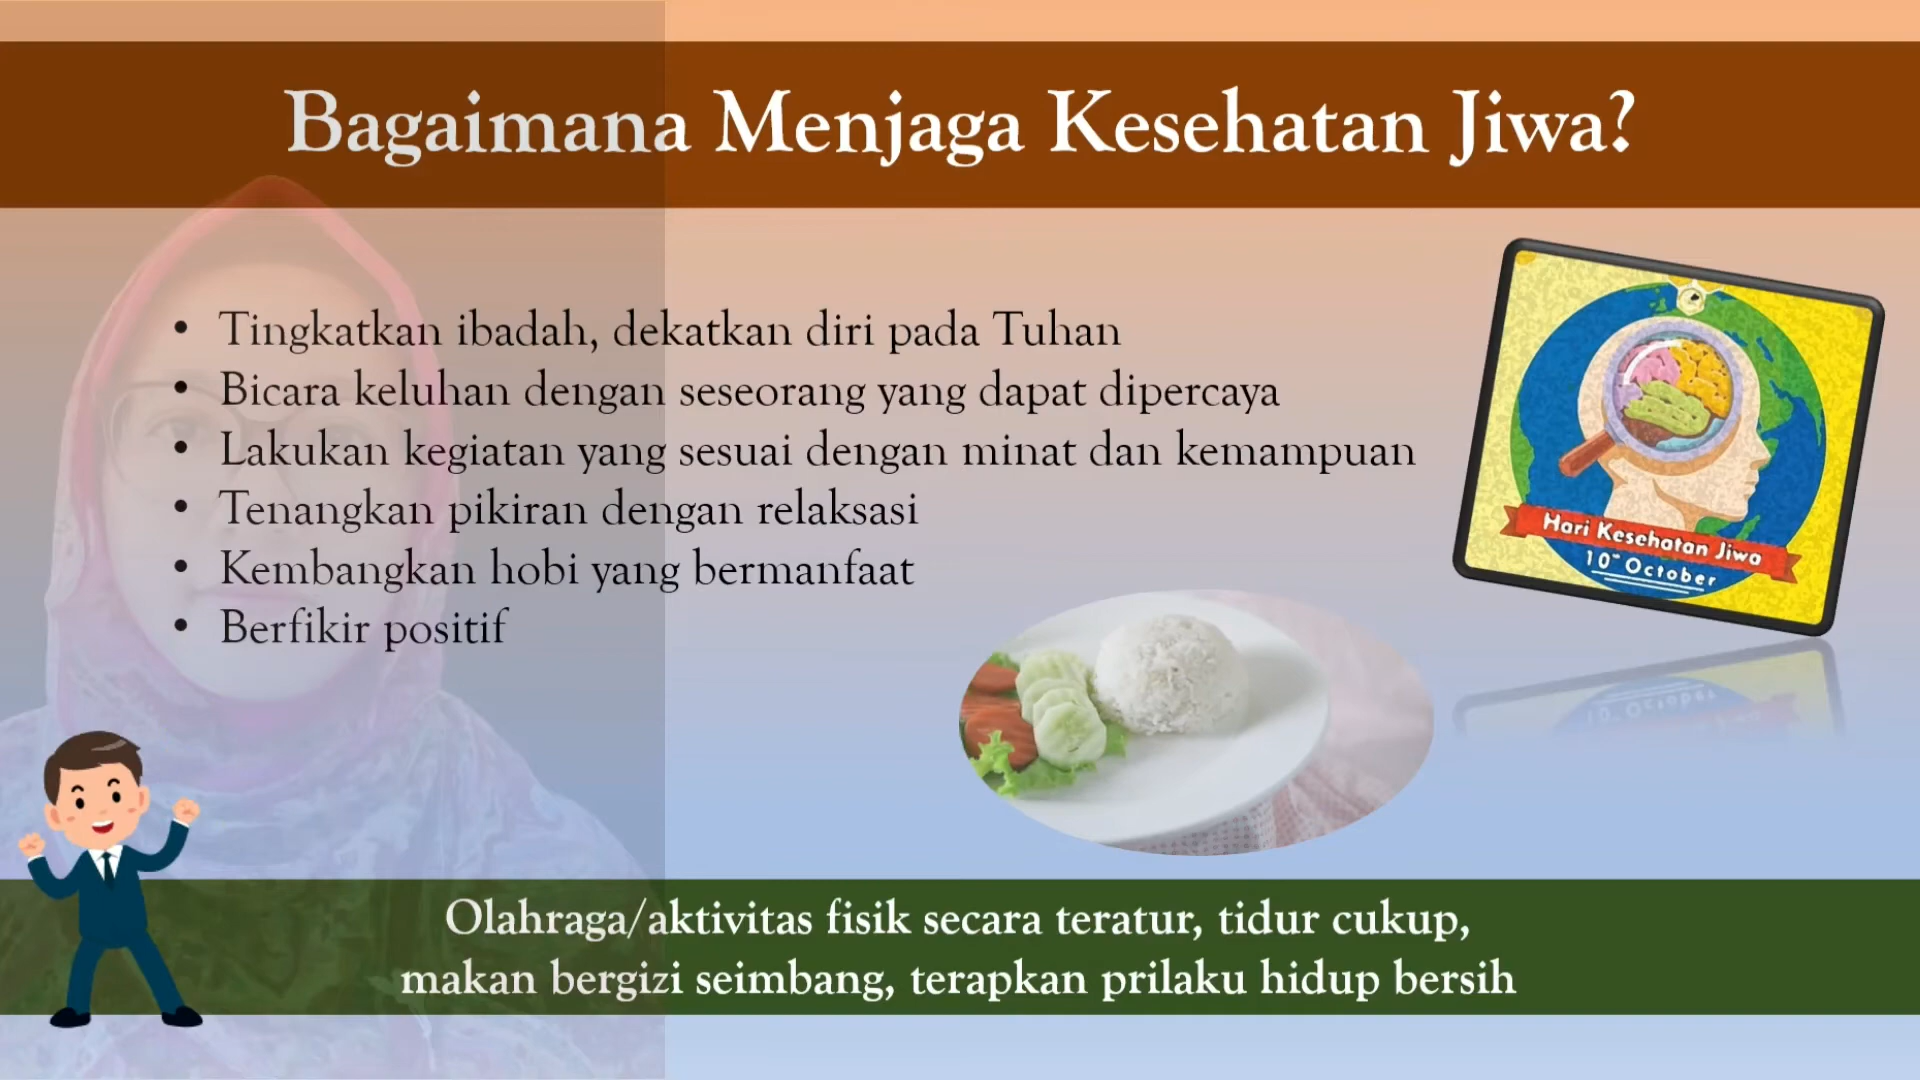 Bagaimana Menjaga Kesehatan Jiwa?
• Tingkatkan ibadah, dekatkan diri pada Tuhan
• Bicara keluhan dengan seseorang yang dapat dipercaya
• Lakukan kegiatan yang sesuai dengan minat dan kemampuan
• Tenangkan pikiran dengan relaksasi
• Kembangkan hobi yang bermanfaat
• Berfikir positif
Hari Kesehatan Jiwa
10 October
Olahraga/aktivitas fisik secara teratur, tidur cukup,
makan bergizi seimbang, terapkan prilaku hidup bersih